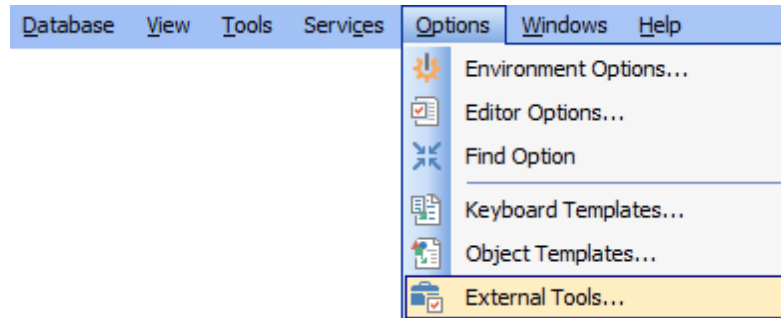 Database View Tools Services Options Windows Help
Environment Options...
Editor Options...
Find Option
Keyboard Templates...
Object Templates...
External Tools...